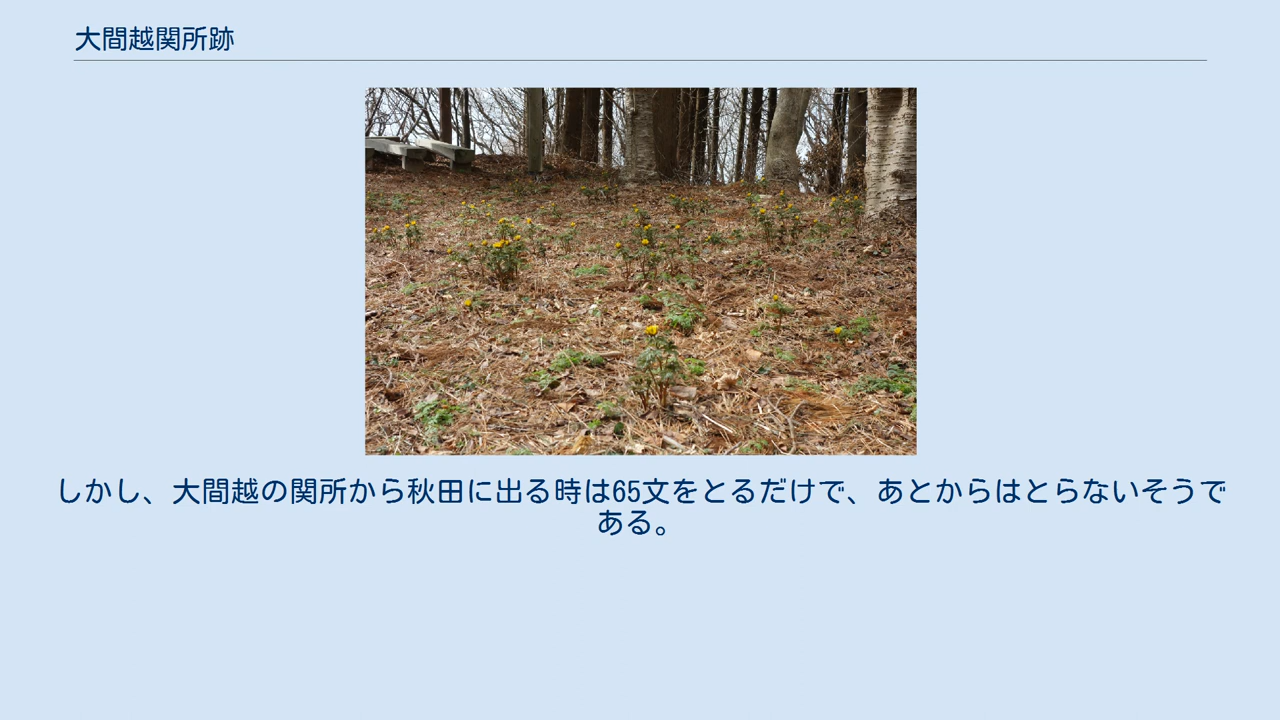 大間越関所跡
しかし、大間越の関所から秋田に出る時は65文をとるだけで、あとからはとらないそうで
ある。